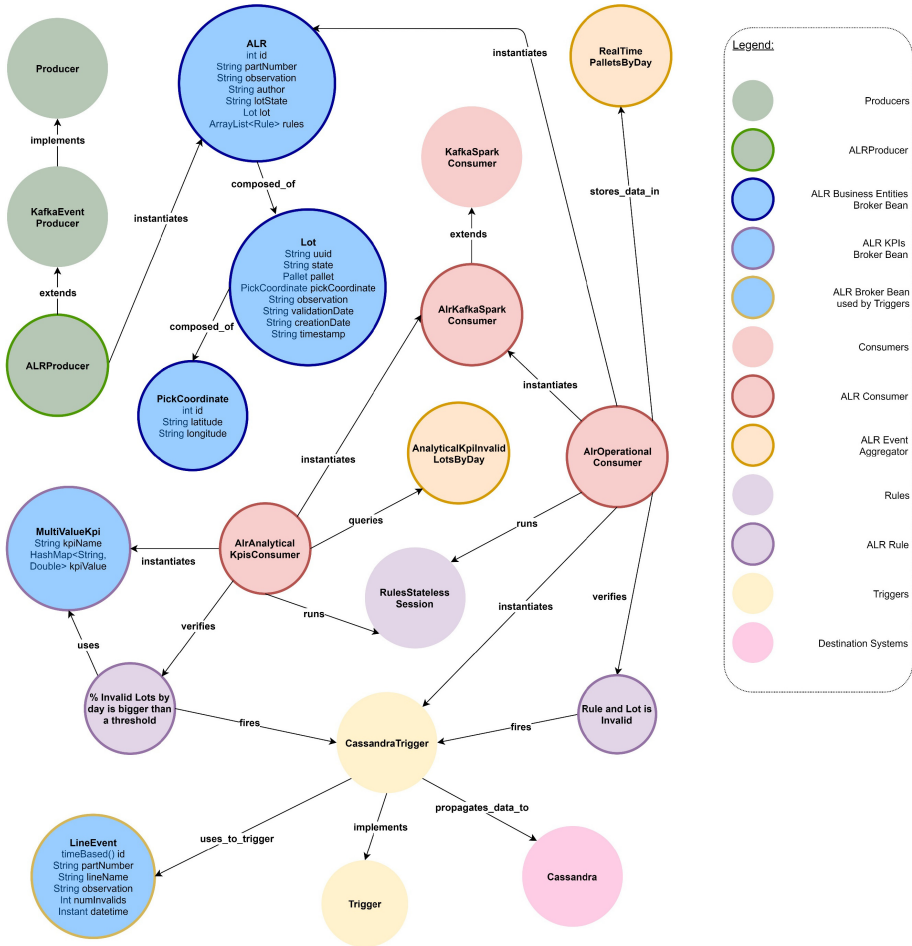 Producer
implements
KafkaEvent
Producer
extends
ALRProducer
instantiates
ALR
int id
String partNumber
String observation
String author
String lotState
Lot lot
ArrayList<Rule> rules
composed_of
Lot
String uuid
String state
Pallet pallet
PickCoordinate pickCoordinate
String observation
String validationDate
String creationDate
String timestamp
composed_of
PickCoordinate
int id
String latitude
String longitude
instantiates
RealTime
PalletsByDay
stores_data_in
KafkaSpark
Consumer
extends
AlrKafkaSpark
Consumer
instantiates
instantiates
AlrOperational
Consumer
AnalyticalKpiInvalid
LotsByDay
queries
AlrAnalytical
KpisConsumer
instantiates
MultiValueKpi
String kpiName
HashMap<String,
Double> kpiValue
runs
RulesStateless
Session
runs
instantiates
verifies
verifies
uses
% Invalid Lots by
day is bigger than
a threshold
fires
CassandraTrigger
fires
Rule and Lot is
Invalid
uses_to_trigger
implements
propagates_data_to
LineEvent
timeBased() id
String partNumber
String lineName
String observation
Int numInvalids
Instant datetime
Trigger
Cassandra
Legend:
Producers
ALRProducer
ALR Business Entities
Broker Bean
ALR KPIs
Broker Bean
ALR Broker Bean
used by Triggers
Consumers
ALR Consumer
ALR Event
Aggregator
Rules
ALR Rule
Triggers
Destination Systems